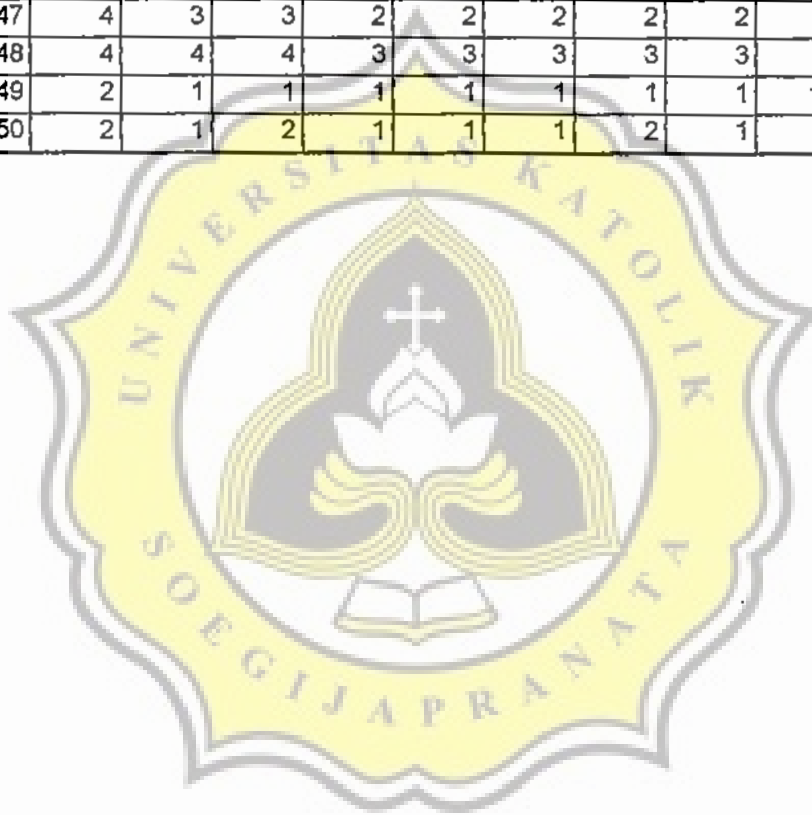 47 4 3 3 2 2 2 2 2
48 4 4 4 3 3 3 3 3
49 2 1 1 1 1 1 1 1
50 2 1 2 1 1 1 2 1
UNIVERSITAS KATOLIK
SOEGIJAPRANATA